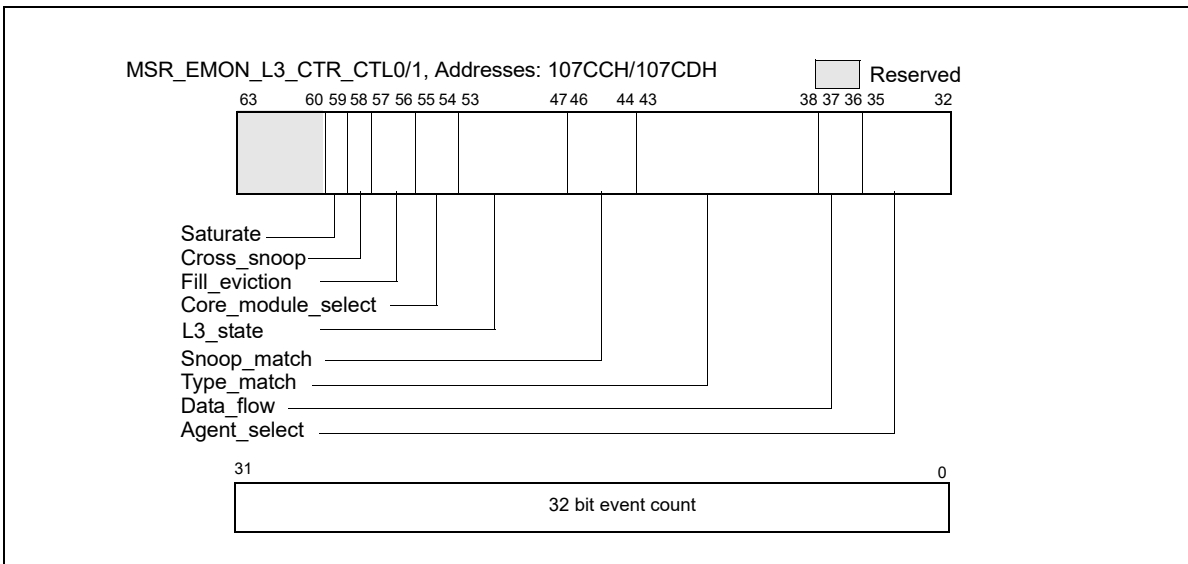 MSR_EMON_L3_CTR_CTL0/1, Addresses: 107CCH/107CDH
Reserved
63 60 59 58 57 56 55 54 53 47 46 44 43 38 37 36 35 32
Saturate
Cross_snoop
Fill_eviction
Core_module_select
L3_state
Snoop_match
Type_match
Data_flow
Agent_select
31 0
32 bit event count